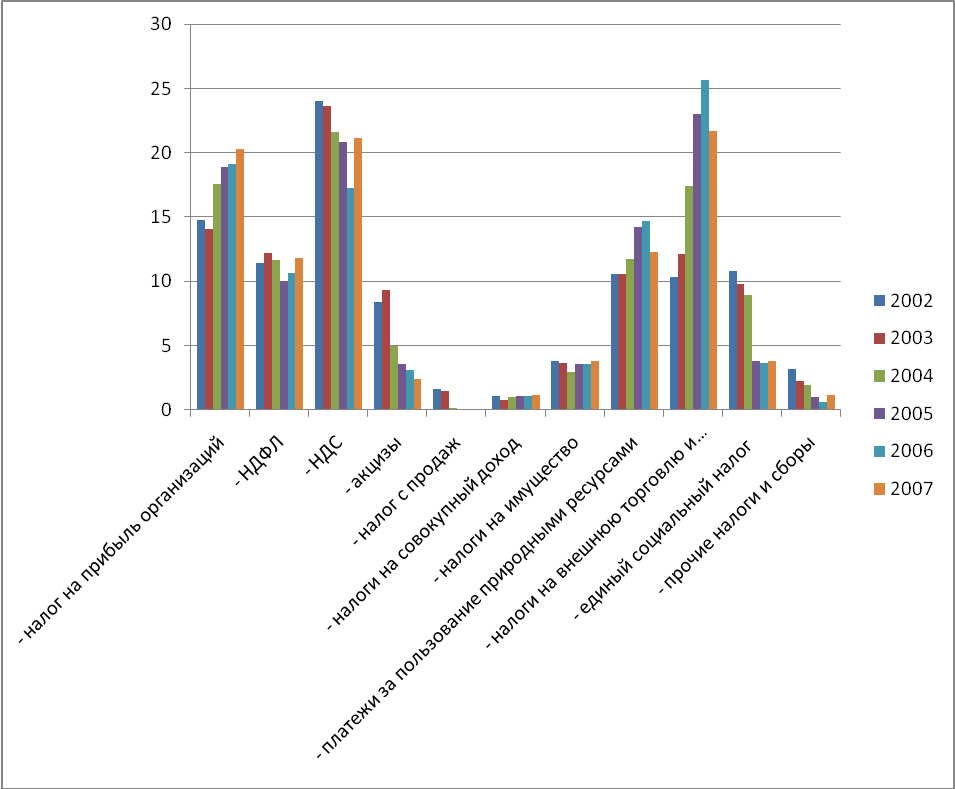 30
25
20
15
10
5
0
- налог на прибыль организаций
- НДФЛ
- НДС
- акцизы
- налог с продаж
- налоги на совокупный доход
- налоги на имущество
- платежи за пользование природными ресурсами
- налоги на внешнюю торговлю и...
- единый социальный налог
- прочие налоги и сборы
2002
2003
2004
2005
2006
2007